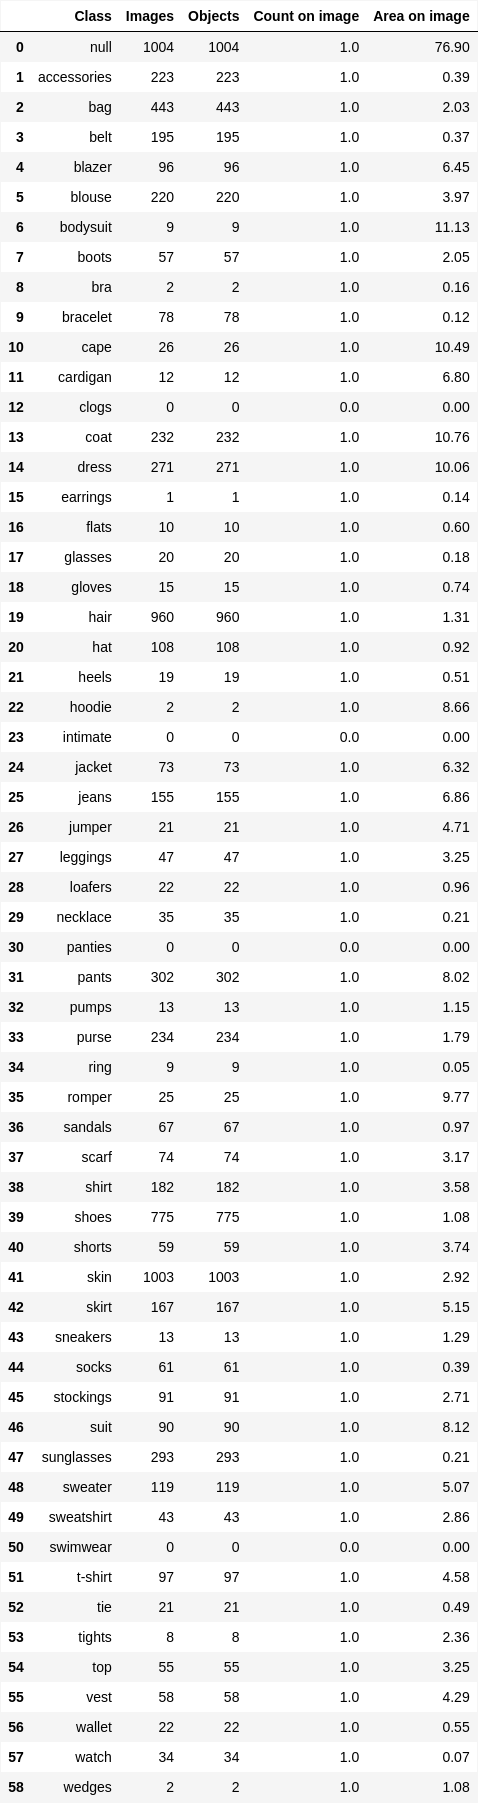 Class Images Objects Count on image Area on image
0 null 1004 1004 1.0 76.90
1 accessories 223 223 1.0 0.39
2 bag 443 443 1.0 2.03
3 belt 195 195 1.0 0.37
4 blazer 96 96 1.0 6.45
5 blouse 220 220 1.0 3.97
6 bodysuit 9 9 1.0 11.13
7 boots 57 57 1.0 2.05
8 bra 2 2 1.0 0.16
9 bracelet 78 78 1.0 0.12
10 cape 26 26 1.0 10.49
11 cardigan 12 12 1.0 6.80
12 clogs 0 0 0.0 0.00
13 coat 232 232 1.0 10.76
14 dress 271 271 1.0 10.06
15 earrings 1 1 1.0 0.14
16 flats 10 10 1.0 0.60
17 glasses 20 20 1.0 0.18
18 gloves 15 15 1.0 0.74
19 hair 960 960 1.0 1.31
20 hat 108 108 1.0 0.92
21 heels 19 19 1.0 0.51
22 hoodie 2 2 1.0 8.66
23 intimate 0 0 0.0 0.00
24 jacket 73 73 1.0 6.32
25 jeans 155 155 1.0 6.86
26 jumper 21 21 1.0 4.71
27 leggings 47 47 1.0 3.25
28 loafers 22 22 1.0 0.96
29 necklace 35 35 1.0 0.21
30 panties 0 0 0.0 0.00
31 pants 302 302 1.0 8.02
32 pumps 13 13 1.0 1.15
33 purse 234 234 1.0 1.79
34 ring 9 9 1.0 0.05
35 romper 25 25 1.0 9.77
36 sandals 67 67 1.0 0.97
37 scarf 74 74 1.0 3.17
38 shirt 182 182 1.0 3.58
39 shoes 775 775 1.0 1.08
40 shorts 59 59 1.0 3.74
41 skin 1003 1003 1.0 2.92
42 skirt 167 167 1.0 5.15
43 sneakers 13 13 1.0 1.29
44 socks 61 61 1.0 0.39
45 stockings 91 91 1.0 2.71
46 suit 90 90 1.0 8.12
47 sunglasses 293 293 1.0 0.21
48 sweater 119 119 1.0 5.07
49 sweatshirt 43 43 1.0 2.86
50 swimwear 0 0 0.0 0.00
51 t-shirt 97 97 1.0 4.58
52 tie 21 21 1.0 0.49
53 tights 8 8 1.0 2.36
54 top 55 55 1.0 3.25
55 vest 58 58 1.0 4.29
56 wallet 22 22 1.0 0.55
57 watch 34 34 1.0 0.07
58 wedges 2 2 1.0 1.08